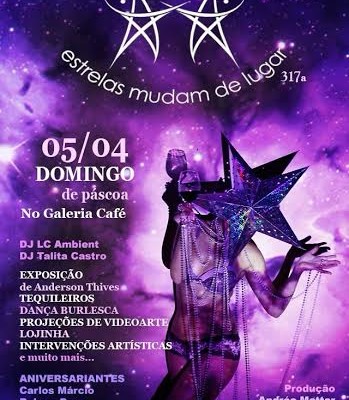 estrelas mudam de lugar
317a
05/04
DOMINGO
de páscoa
No Galeria Café
DJ LC Ambient
DJ Talita Castro
EXPOSIÇÃO
de Anderson Thives
TEQUILEIROS
DANÇA BURLESCA
PROJEÇÕES DE VIDEOARTE
LOJINHA
INTERVENÇÕES ARTÍSTICAS
e muito mais...
ANIVERSARIANTES
Carlos Márcio
Produção